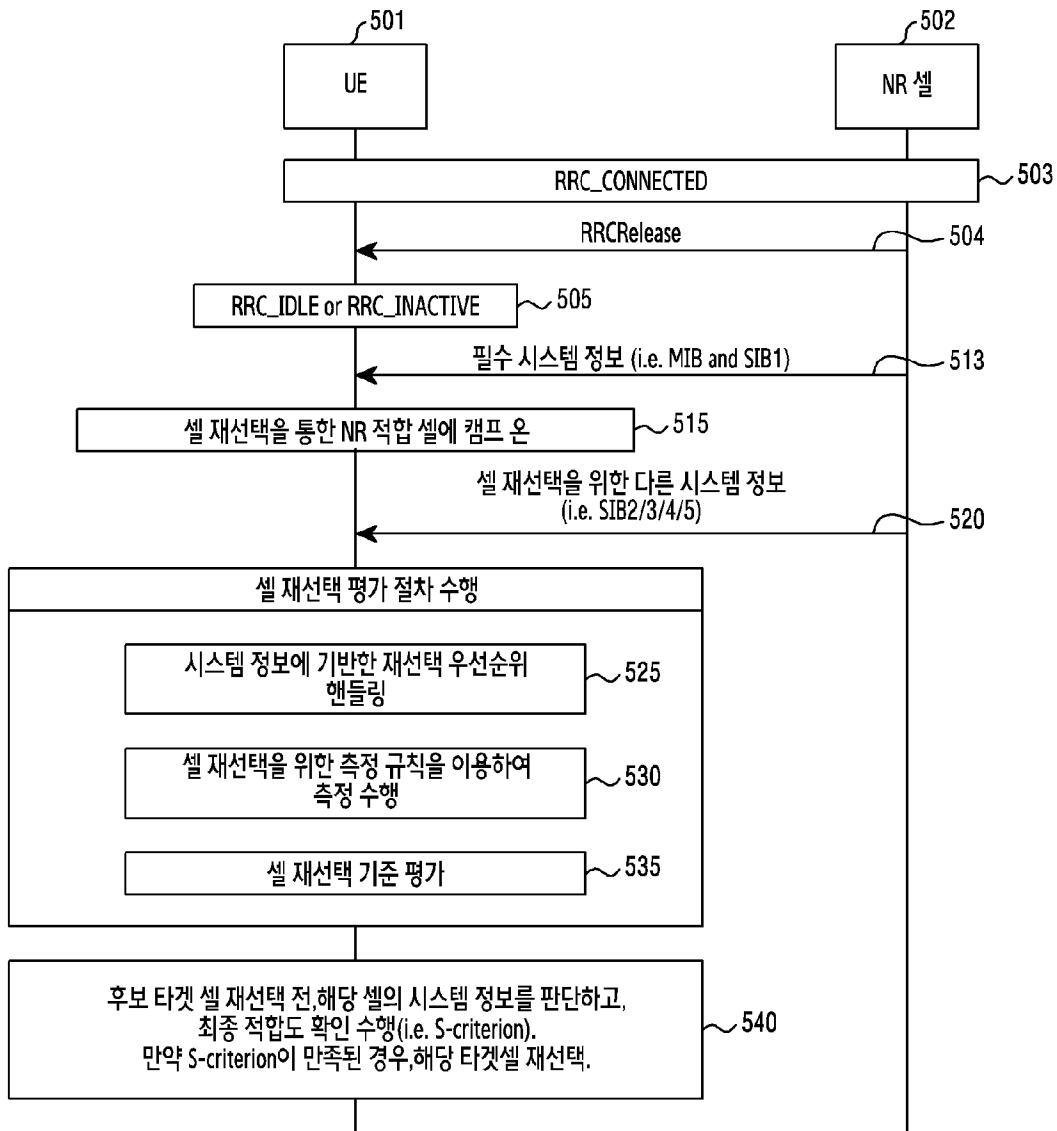 501
502
UE
NR 셀
RRC_CONNECTED
503
RRCRelease
504
RRC_IDLE or RRC_INACTIVE
505
필수 시스템 정보 (i.e. MIB and SIB1)
513
셀 재선택을 통한 NR 적합 셀에 캠프 온
515
셀 재선택을 위한 다른 시스템 정보
(i.e. SIB2/3/4/5)
520
셀 재선택 평가 절차 수행
시스템 정보에 기반한 재선택 우선순위
핸들링
525
셀 재선택을 위한 측정 규칙을 이용하여
측정 수행
530
셀 재선택 기준 평가
535
후보 타겟 셀 재선택 전,해당 셀의 시스템 정보를 판단하고,
최종 적합도 확인 수행(i.e. S-criterion).
만약 S-criterion이 만족된 경우,해당 타겟셀 재선택.
540